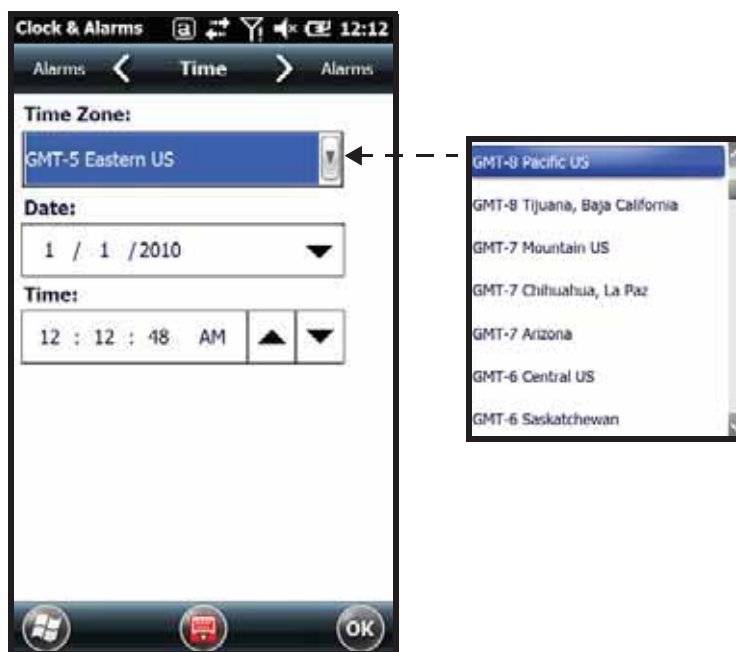 Clock & Alarms 12:12
Alarms Time Alarms
Time Zone:
GMT-5 Eastern US
Date:
1 / 1 /2010
Time:
12 : 12 : 48 AM
OK
GMT-8 Pacific US
GMT-8 Tijuana, Baja California
GMT-7 Mountain US
GMT-7 Chihuahua, La Paz
GMT-7 Arizona
GMT-6 Central US
GMT-6 Saskatchewan